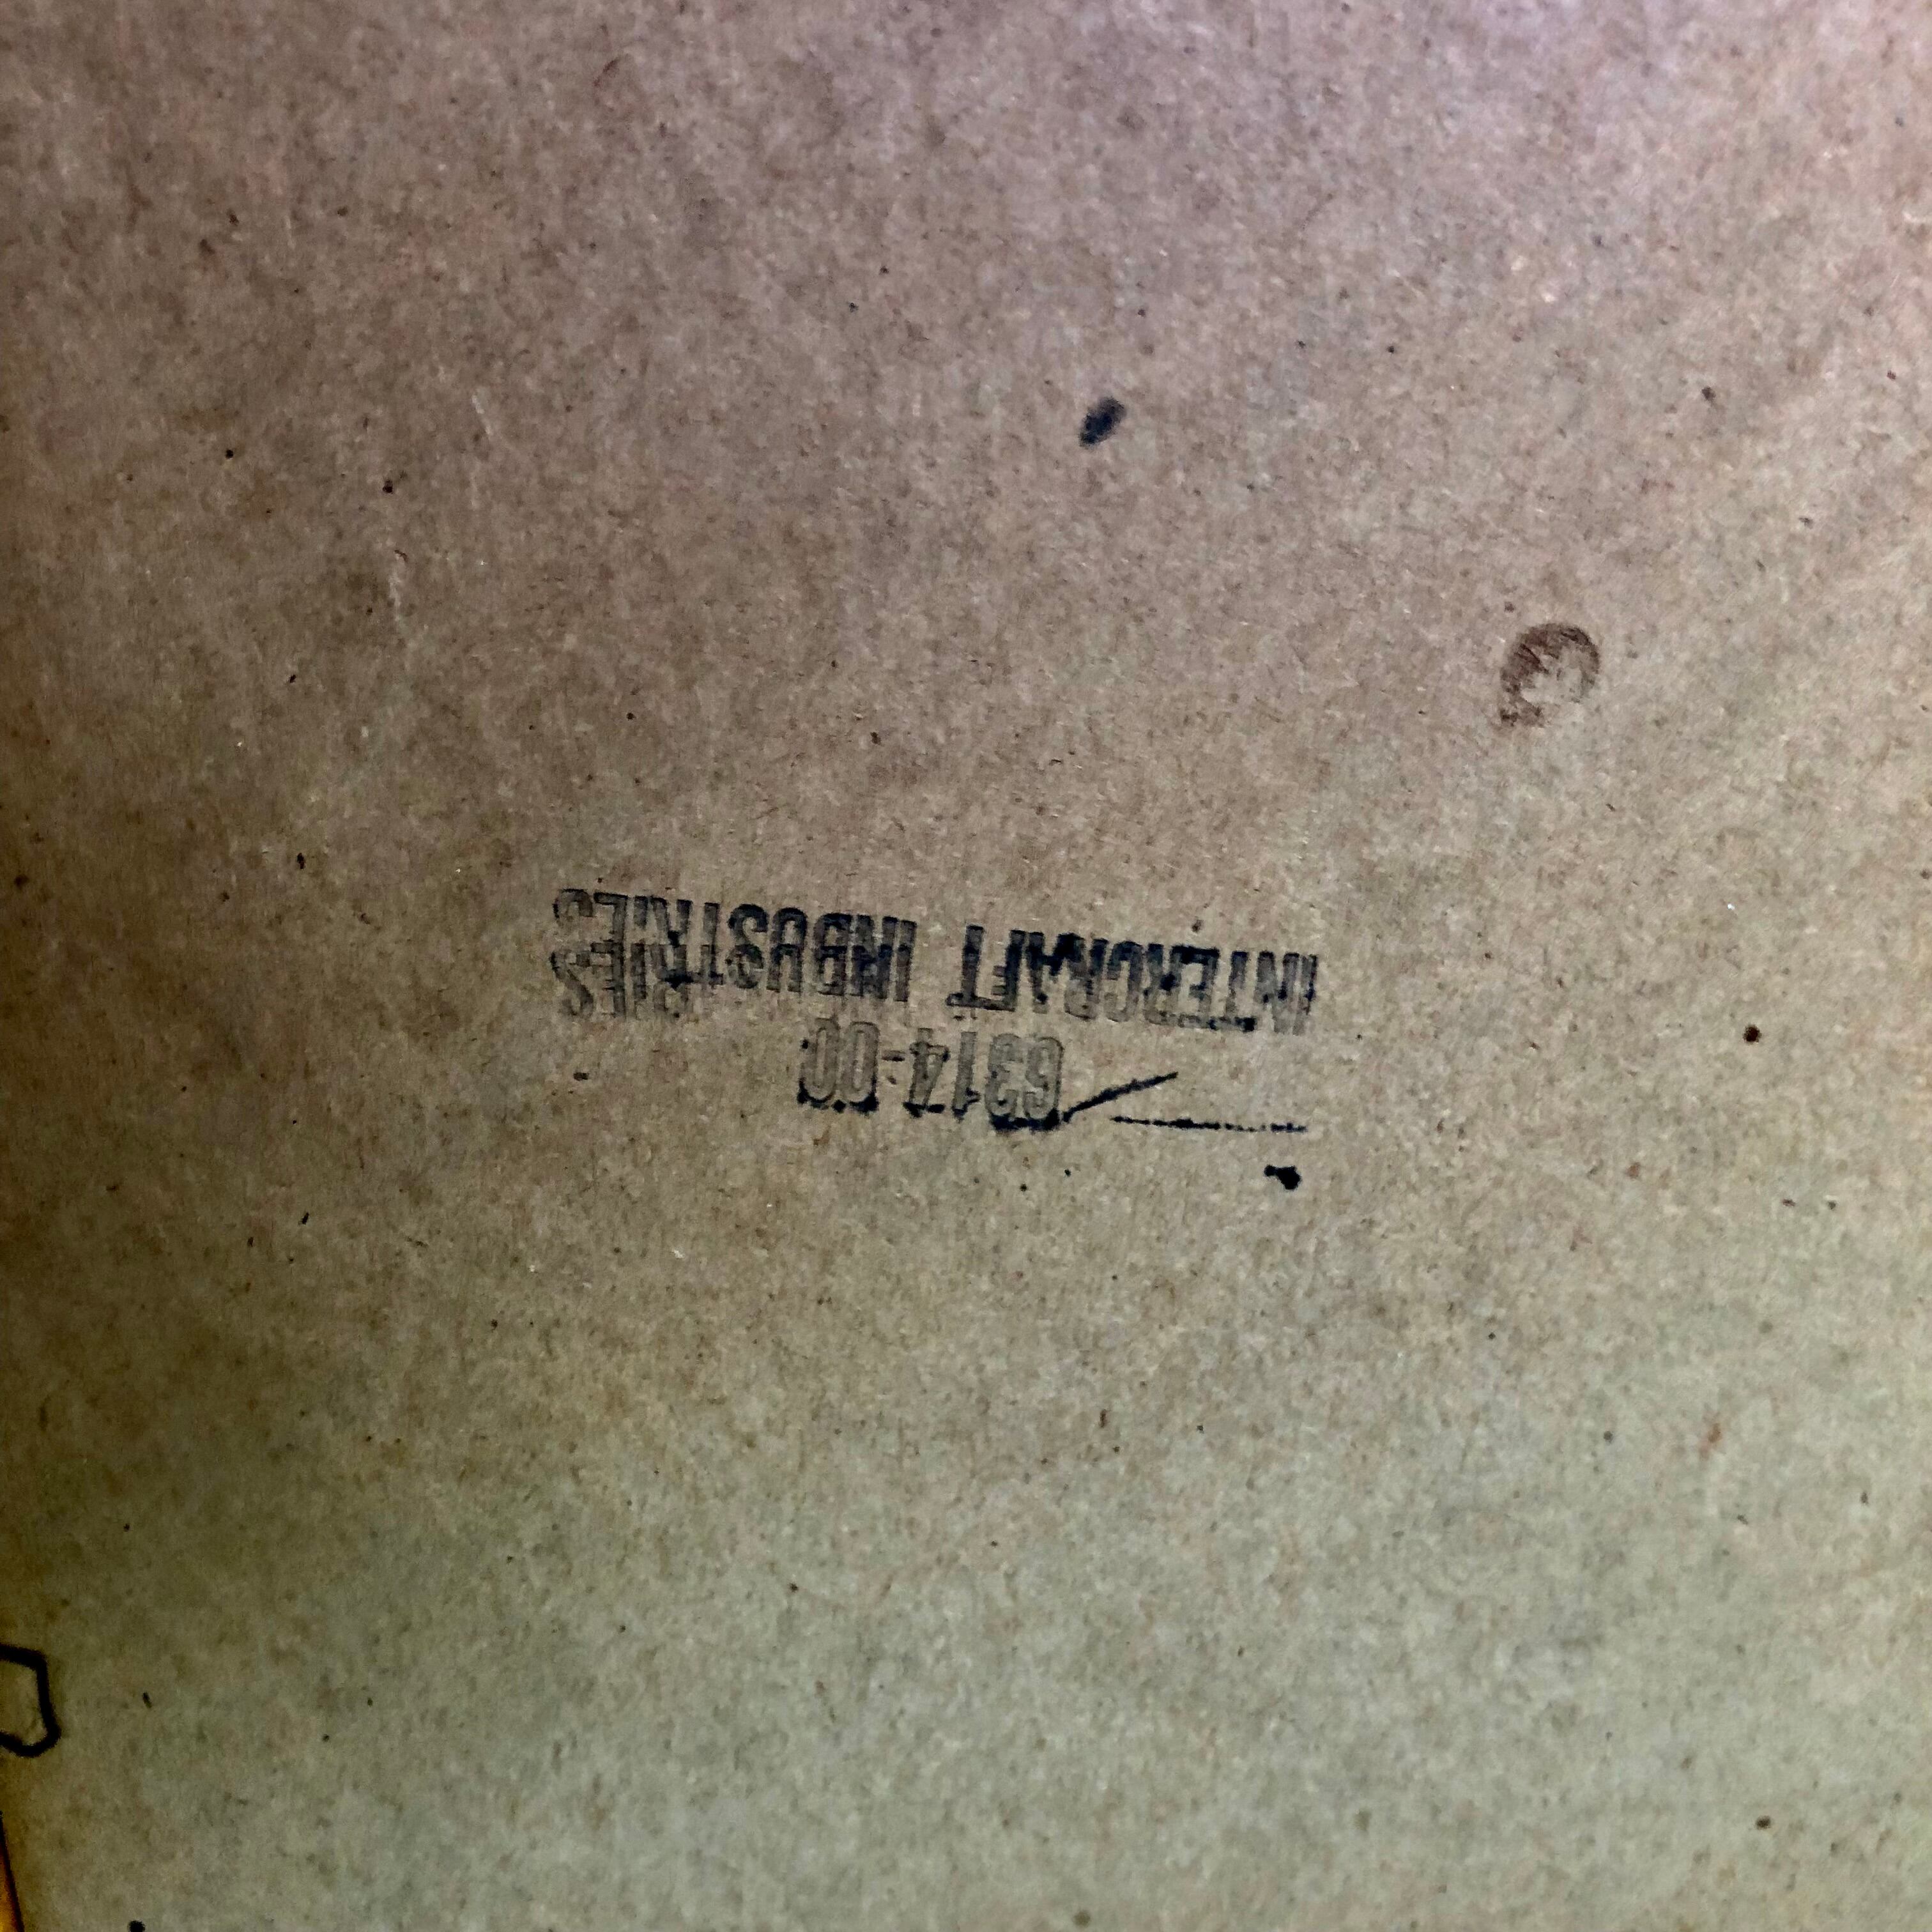 6314-00
INTERCRAFT INDUSTRIES